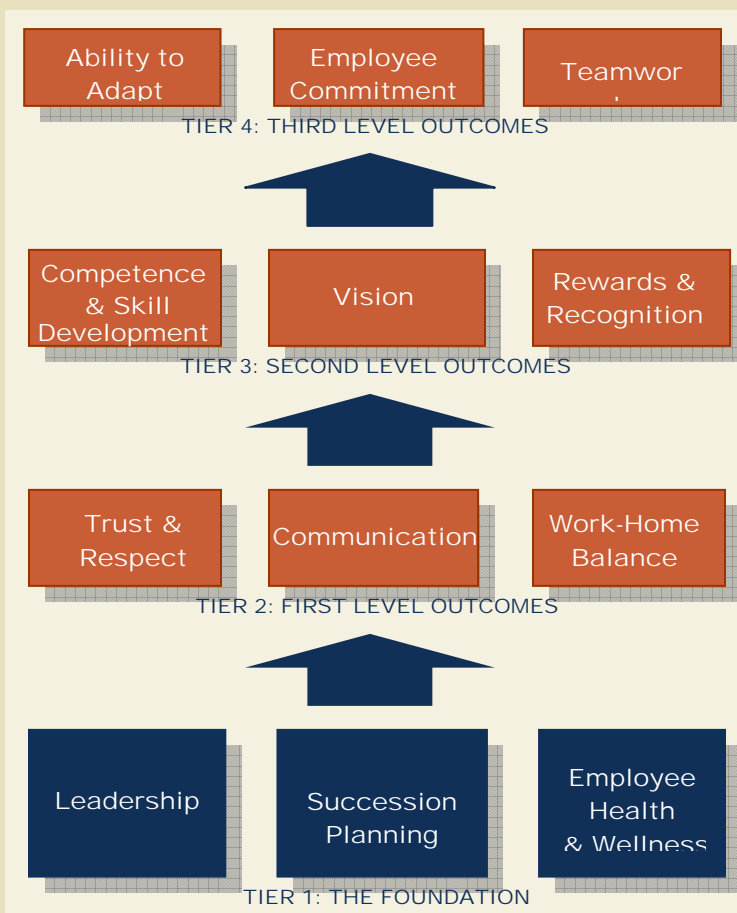 Ability to
Adapt
Employee
Commitment
Teamwor
TIER 4: THIRD LEVEL OUTCOMES
Competence
& Skill
Development
Vision
Rewards &
Recognition
TIER 3: SECOND LEVEL OUTCOMES
Trust &
Respect
Communication
Work-Home
Balance
TIER 2: FIRST LEVEL OUTCOMES
Leadership
Succession
Planning
Employee
Health
& Wellness
TIER 1: THE FOUNDATION